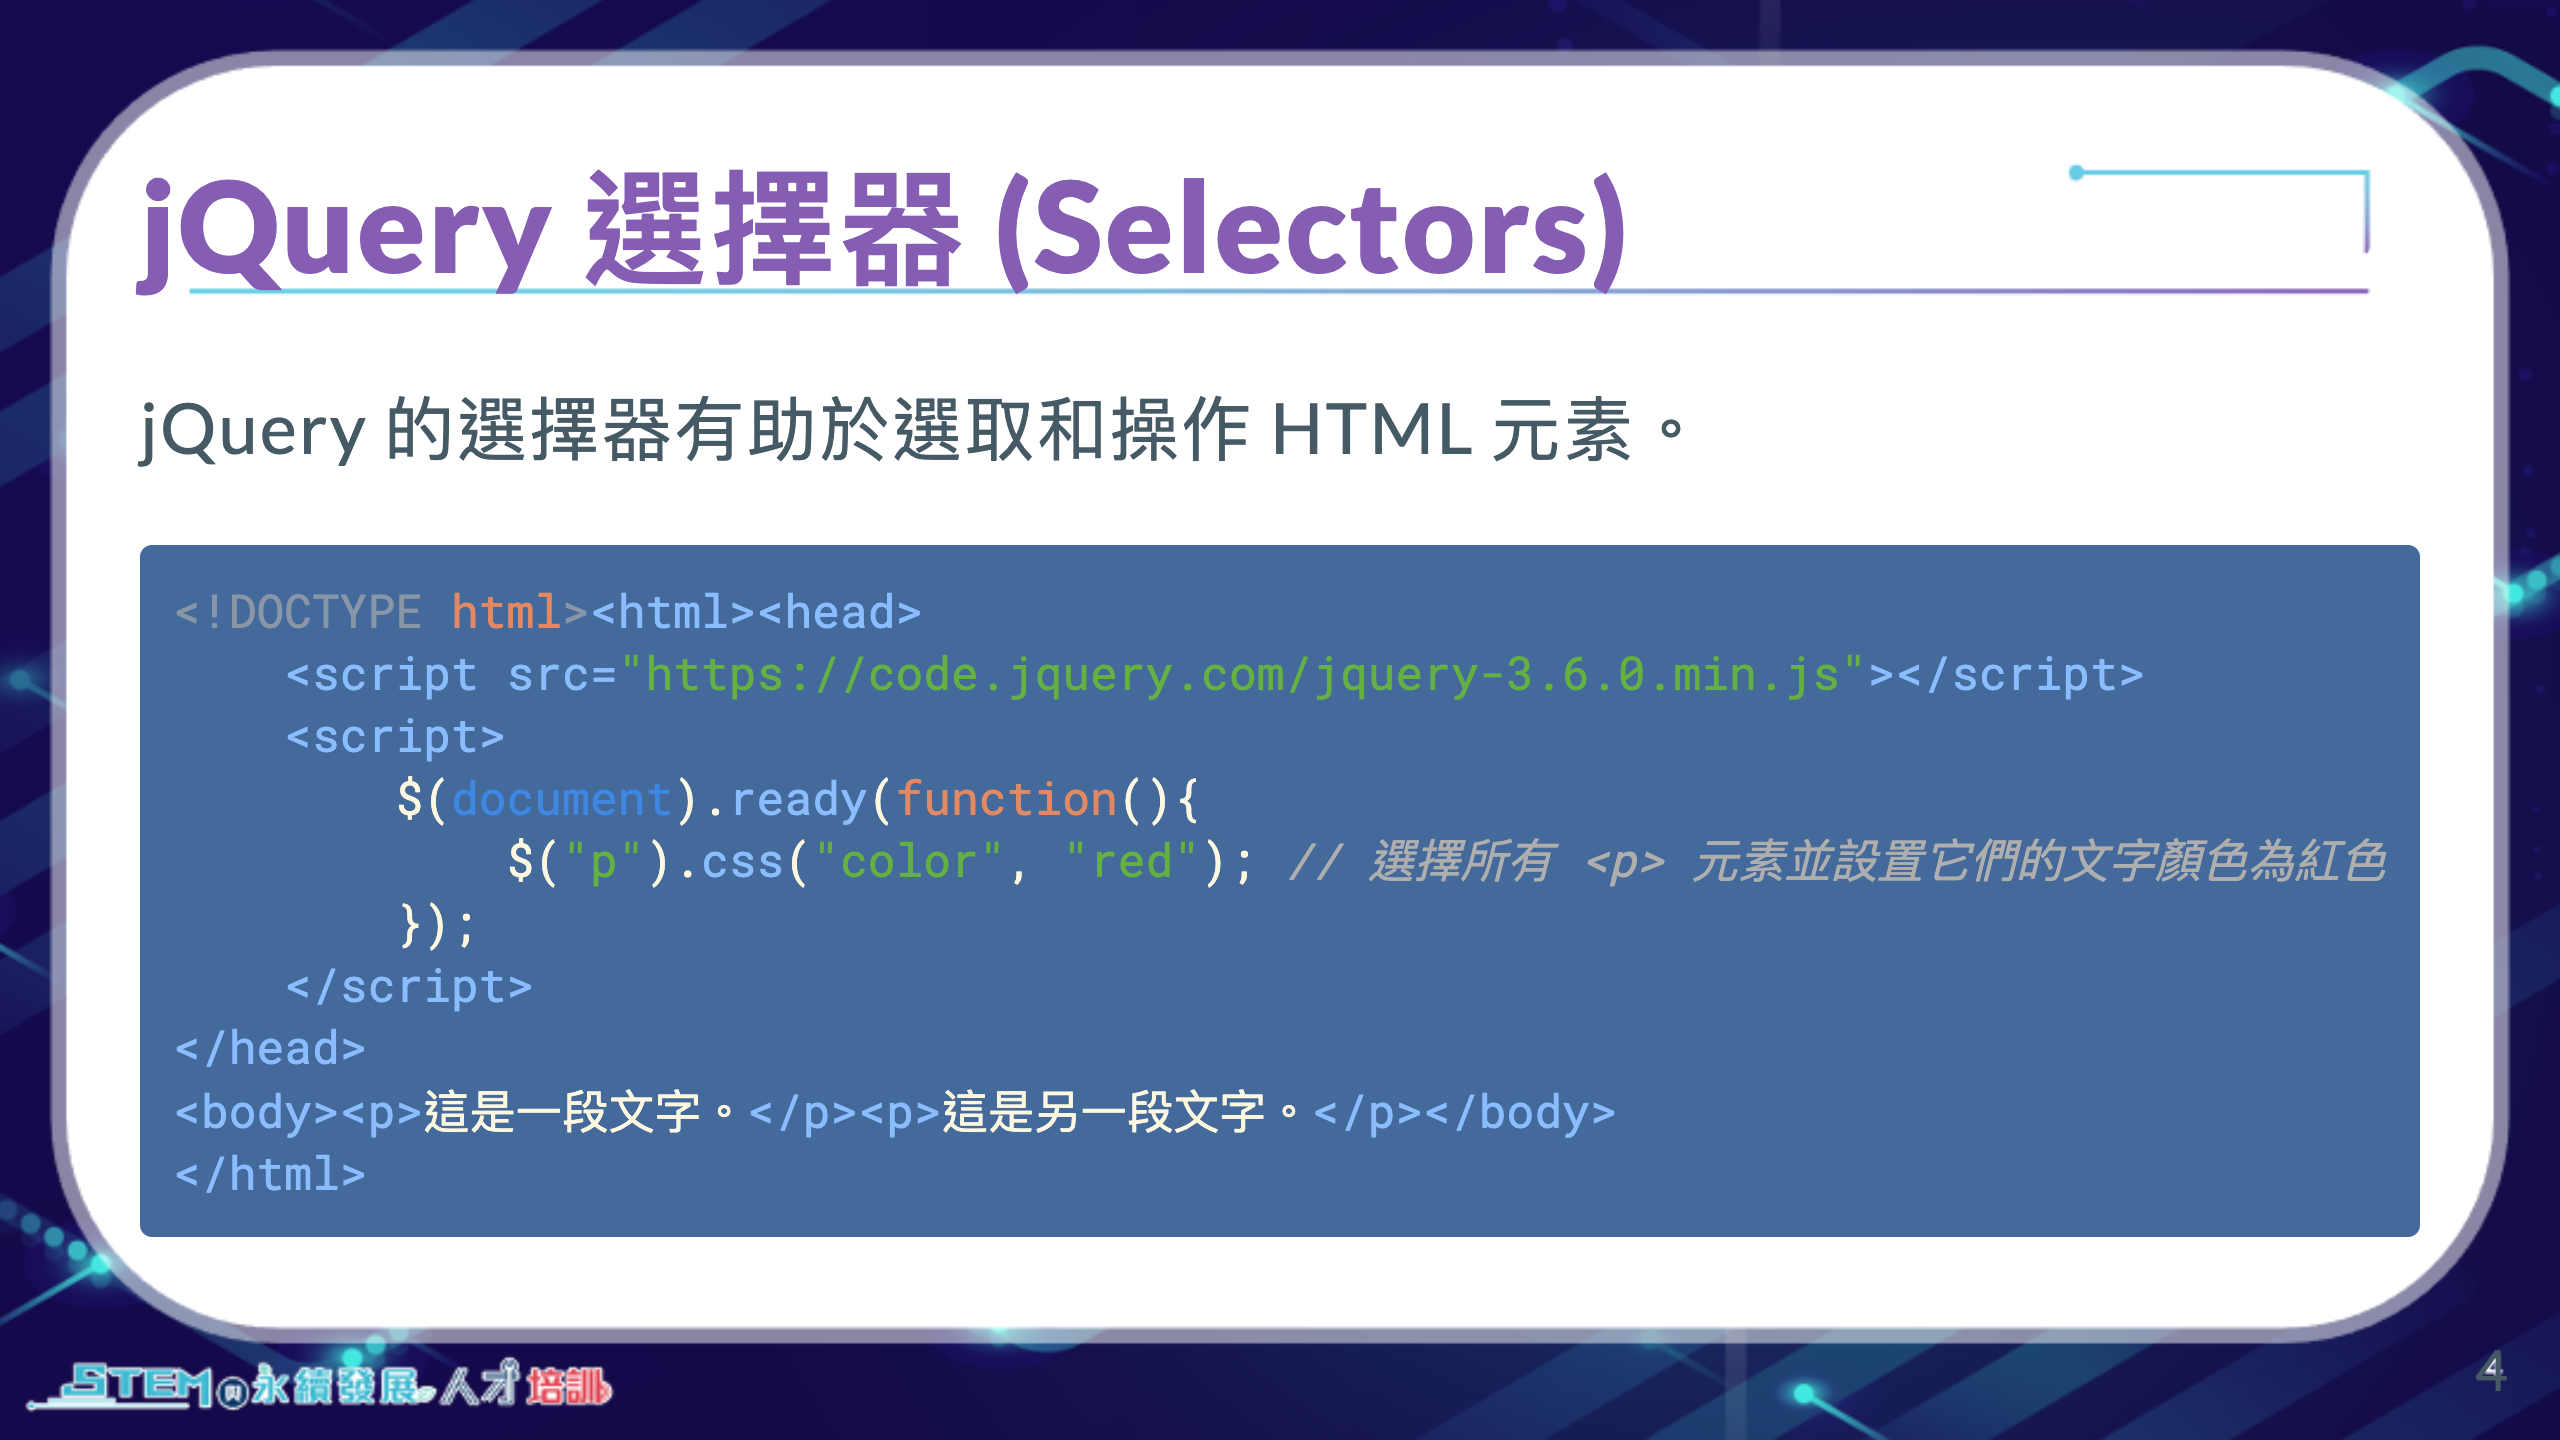 jQuery 選擇器 (Selectors)
jQuery 的選擇器有助於選取和操作 HTML 元素。
<!DOCTYPE html><html><head>
    <script src="https://code.jquery.com/jquery-3.6.0.min.js"></script>
    <script>
        $(document).ready(function(){
            $("p").css("color", "red"); // 選擇所有 <p> 元素並設置它們的文字顏色為紅色
        });
    </script>
</head>
<body><p>這是一段文字。</p><p>這是另一段文字。</p></body>
</html>
STEM與永續發展人才培訓
4